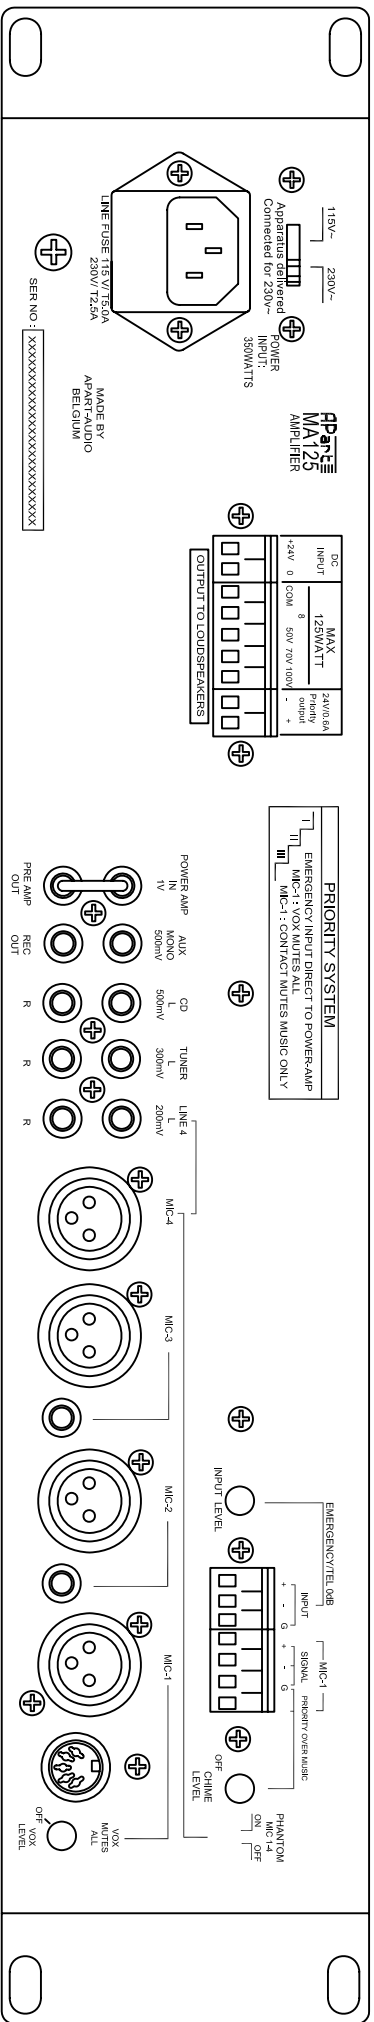 115V~
230V~
Apparatus delivered
Connected for 230v~
LINE FUSE 115 V/ T5.0A
230V/ T2.5A
SER NO :
XXXXXXXXXXXXXXXXXXXXXXXX
POWER
INPUT:
350WATTS
MADE BY
APART-AUDIO
BELGIUM
APart
MA125
AMPLIFIER
DC
INPUT
+24V 0
MAX
125WATT
8
COM 50V 70V 100V
24V/0.6A
Priority
output
- +
OUTPUT TO LOUDSPEAKERS
PRIORITY SYSTEM
I EMERGENCY INPUT DIRECT TO POWER-AMP
II MIC-1 : VOX MUTES ALL
III MIC-1 : CONTACT MUTES MUSIC ONLY
POWER AMP
IN
1V
PRE AMP
OUT
AUX
MONO
500mV
REC
OUT
CD
L
500mV
R
TUNER
L
300mV
R
LINE 4
L
200mV
R
MIC-4
MIC-3
MIC-2
MIC-1
EMERGENCY/TEL 0dB
INPUT LEVEL
INPUT
+ - G
MIC-1
SIGNAL
+ - G
PRIORITY OVER MUSIC
OFF
CHIME
LEVEL
PHANTOM
MIC 1-4
ON OFF
VOX
MUTES
ALL
OFF
VOX
LEVEL